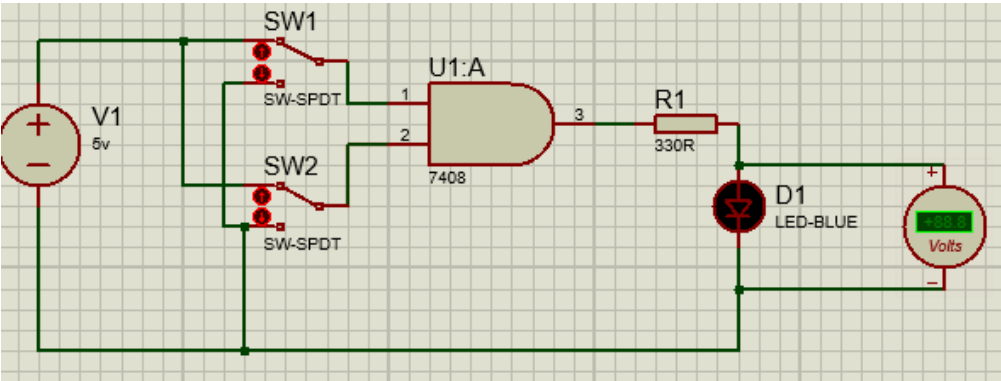 SW1
SW-SPDT
V1
5v
U1:A
1
2
3
7408
R1
330R
SW2
SW-SPDT
D1
LED-BLUE
+
+88.8
Volts
−
+
−